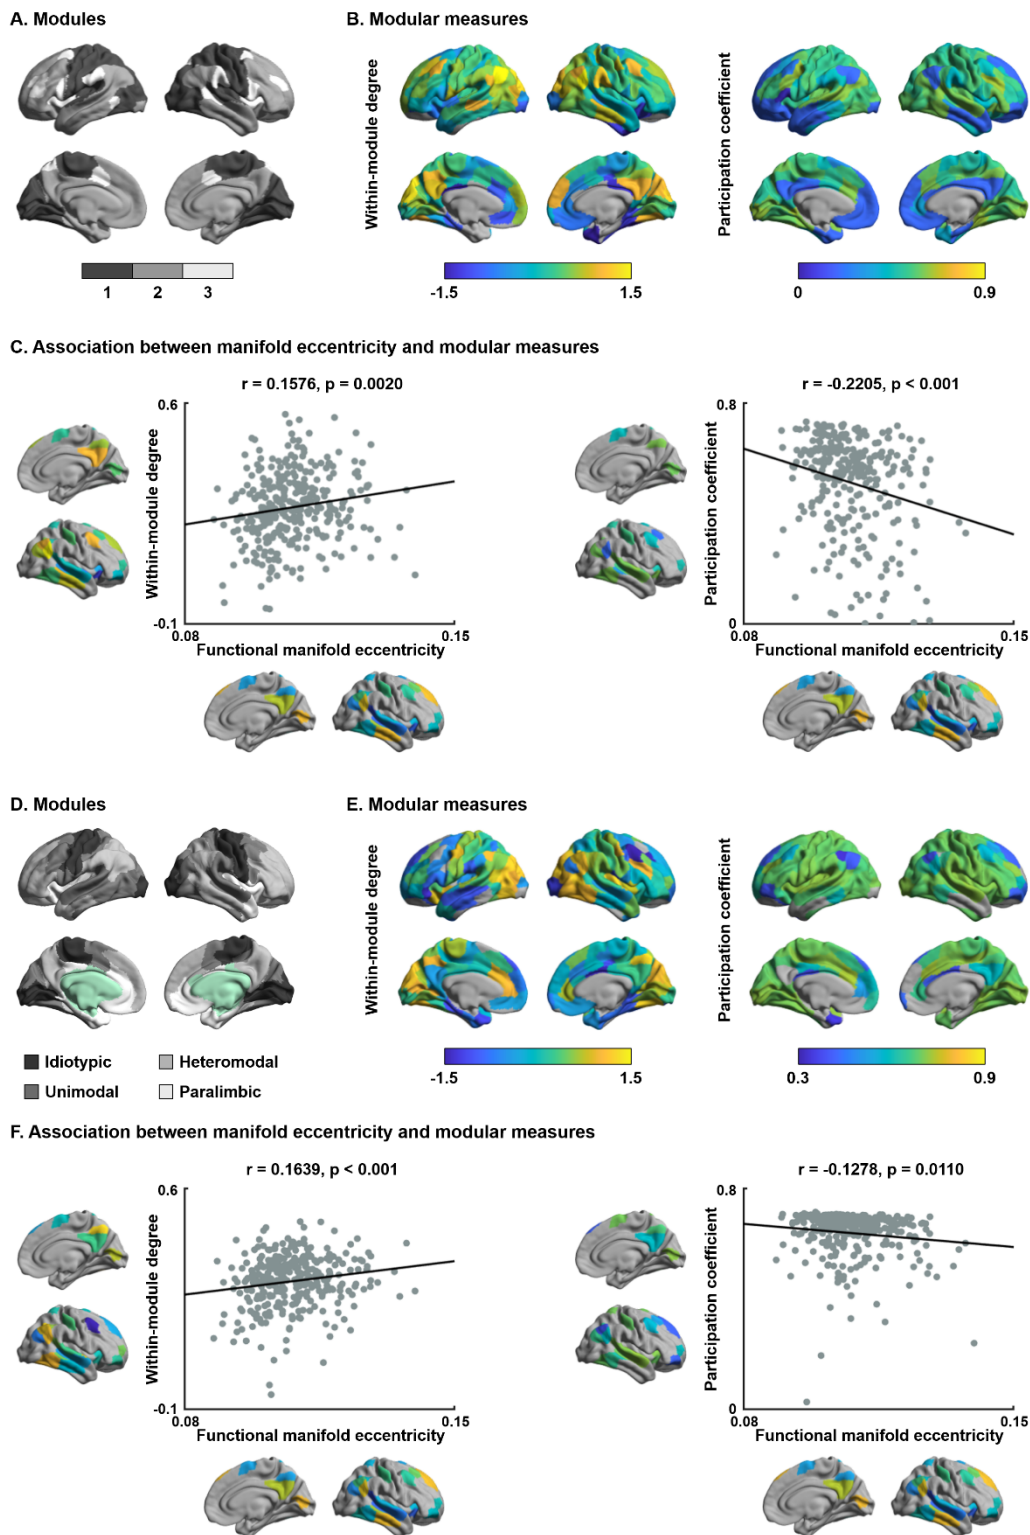 A. Modules
B. Modular measures
Within-module degree
Participation coefficient
1 2 3
-1.5 1.5
0 0.9
C. Association between manifold eccentricity and modular measures
r = 0.1576, p = 0.0020
0.6
Within-module degree
-0.1
0.08 0.15
Functional manifold eccentricity
r = -0.2205, p < 0.001
0.8
Participation coefficient
0
0.08 0.15
Functional manifold eccentricity
D. Modules
E. Modular measures
Within-module degree
Participation coefficient
Idiotypic Heteromodal
Unimodal Paralimbic
-1.5 1.5
0.3 0.9
F. Association between manifold eccentricity and modular measures
r = 0.1639, p < 0.001
0.6
Within-module degree
-0.1
0.08 0.15
Functional manifold eccentricity
r = -0.1278, p = 0.0110
0.8
Participation coefficient
0
0.08 0.15
Functional manifold eccentricity